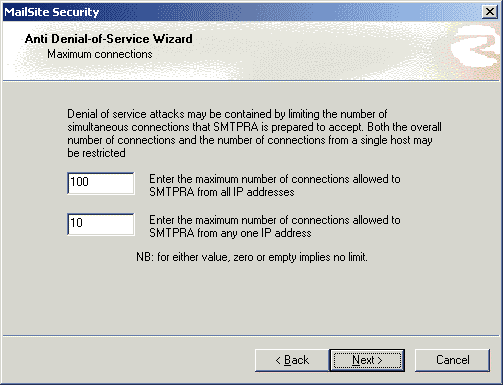 MailSite Security
Anti Denial-of-Service Wizard
Maximum connections
Denial of service attacks may be contained by limiting the number of
simultaneous connections that SMTPRA is prepared to accept. Both the overall
number of connections and the number of connections from a single host may
be restricted
100
Enter the maximum number of connections allowed to
SMTPRA from all IP addresses
10
Enter the maximum number of connections allowed to
SMTPRA from any one IP address
NB: for either value, zero or empty implies no limit.
< Back
Next >
Cancel